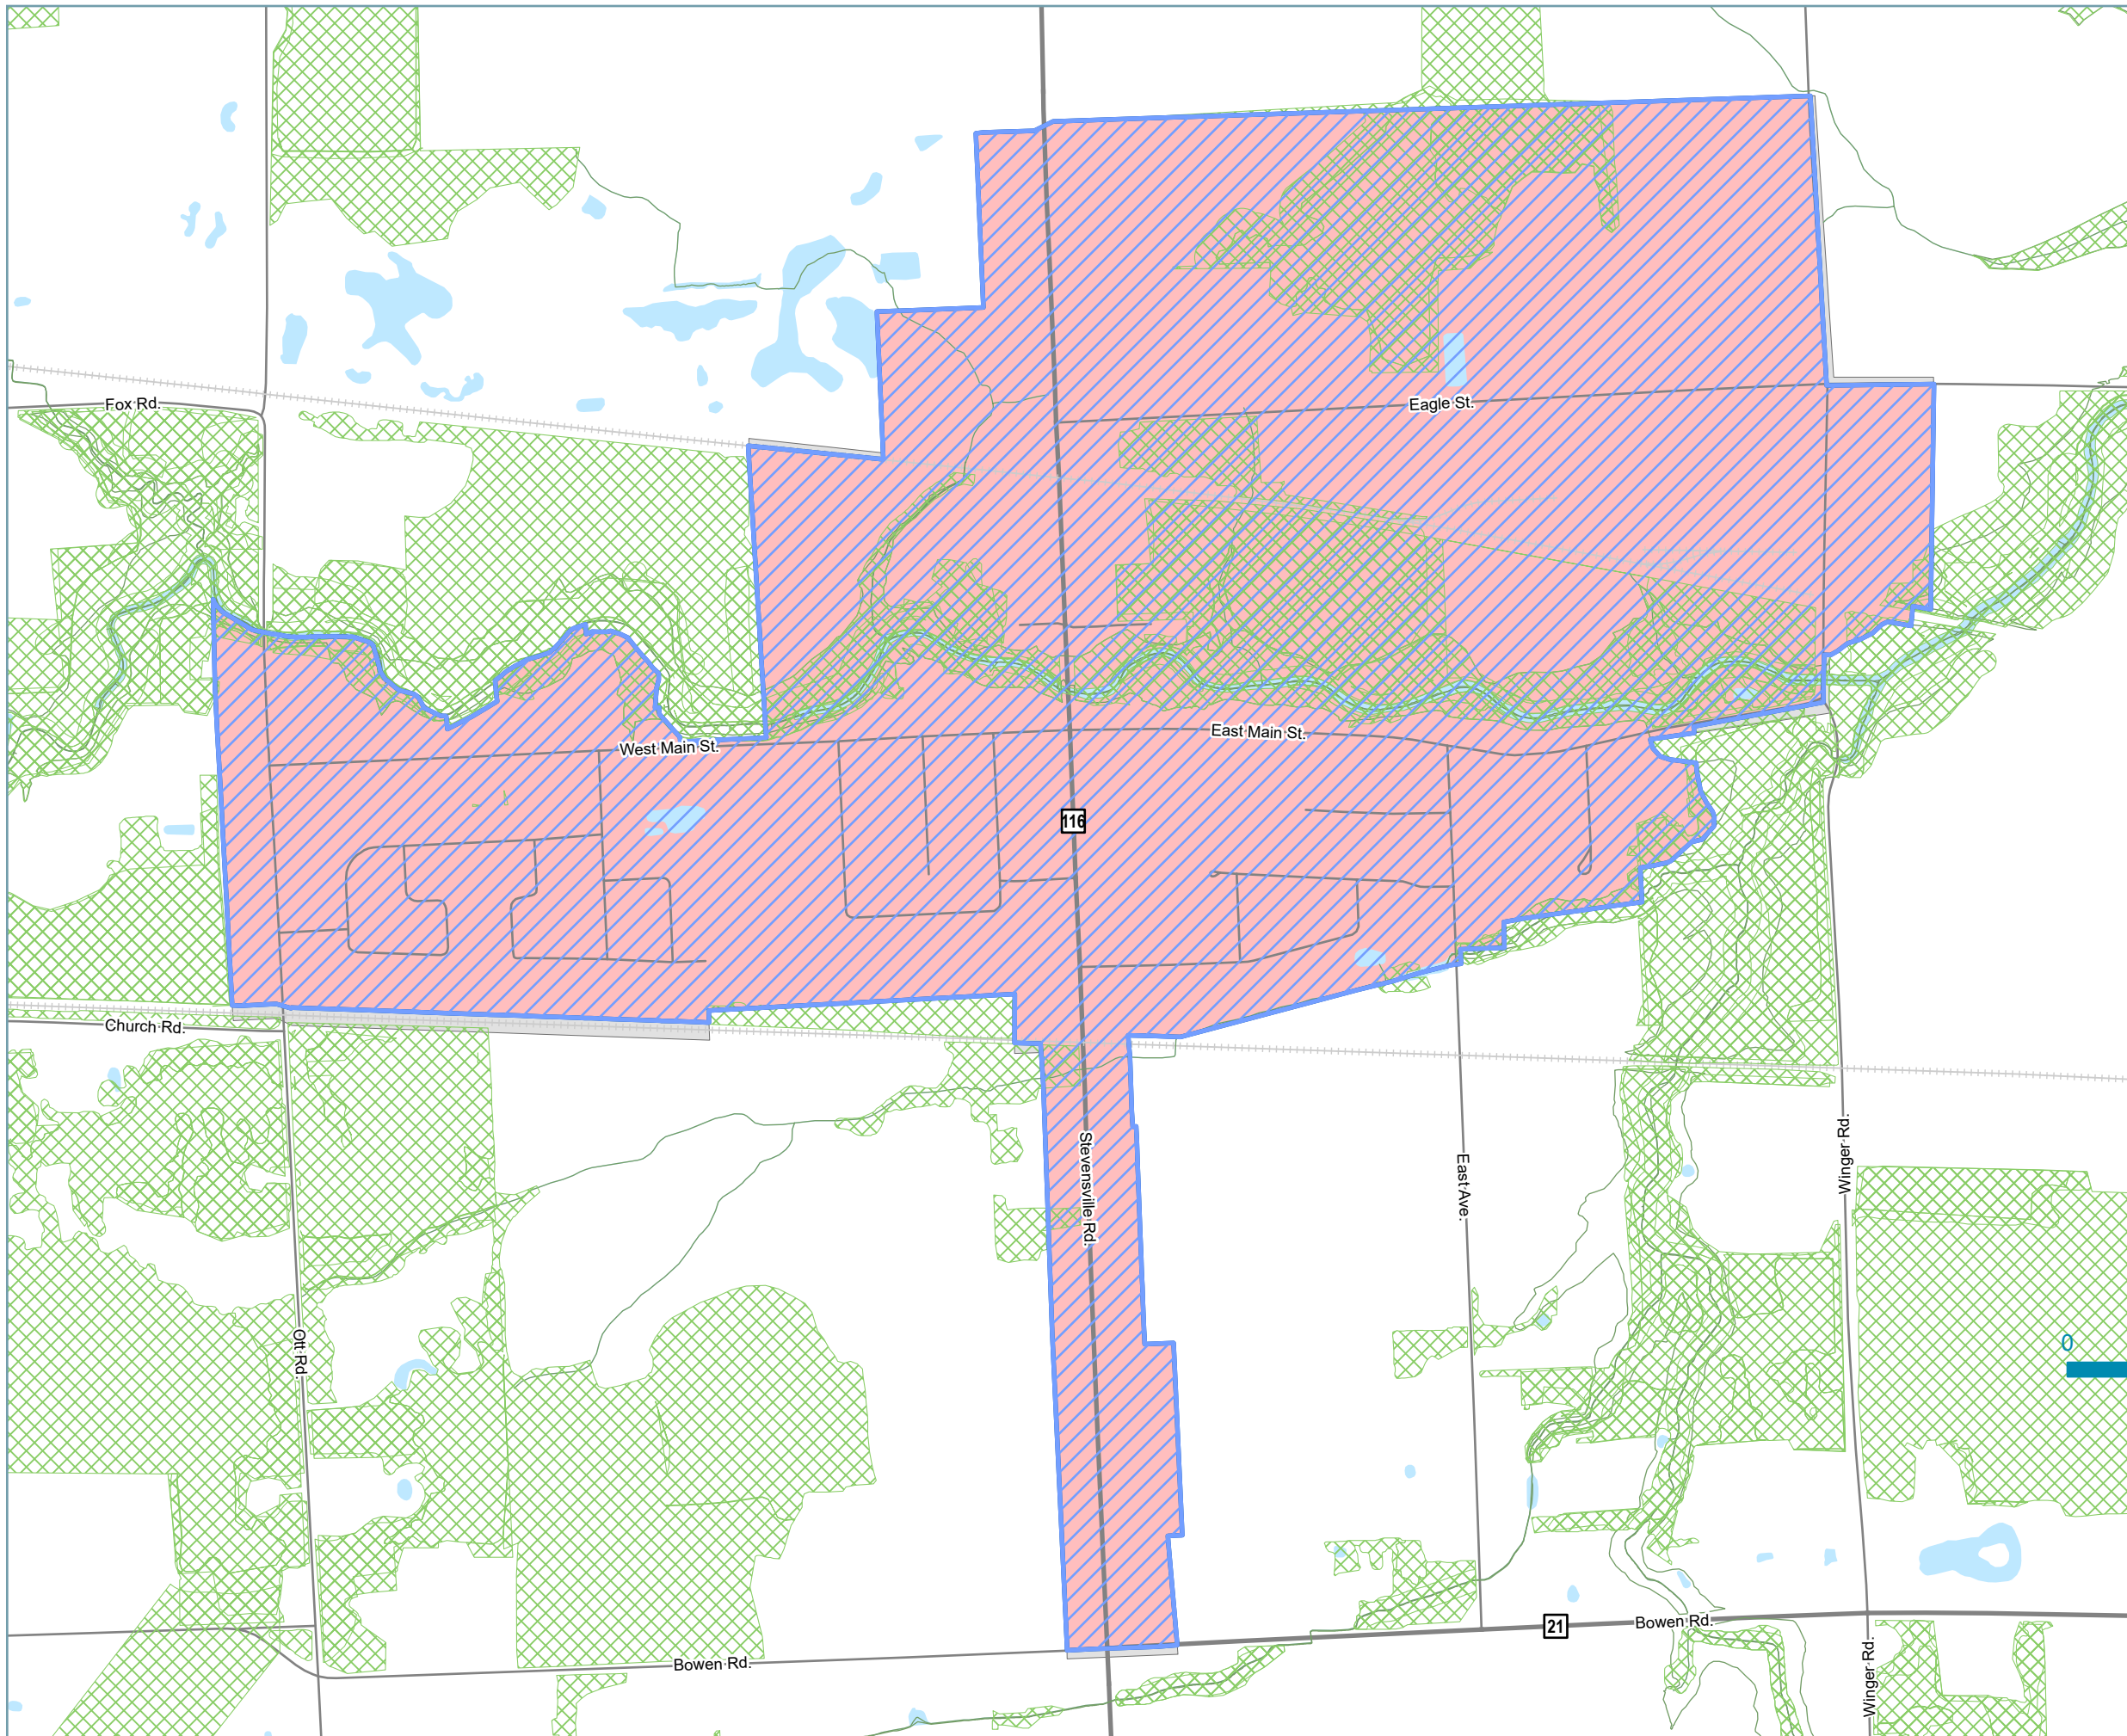 Fox Rd.
Eagle St.
West Main St.
East Main St.
116
Church Rd.
Stevensville Rd.
East Ave.
Winger Rd.
Ott Rd.
0
21
Bowen Rd.
Bowen Rd.
Winger Rd.